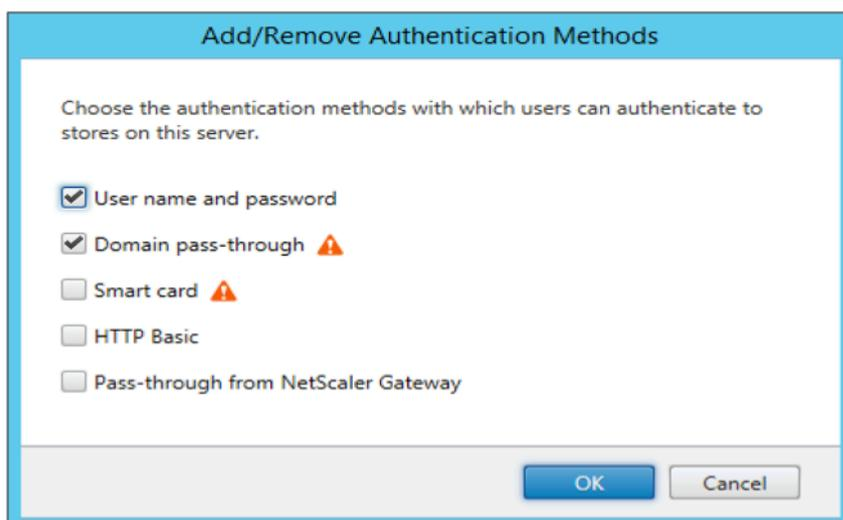 Add/Remove Authentication Methods
Choose the authentication methods with which users can authenticate to
stores on this server.
User name and password
Domain pass-through
Smart card
HTTP Basic
Pass-through from NetScaler Gateway
OK
Cancel